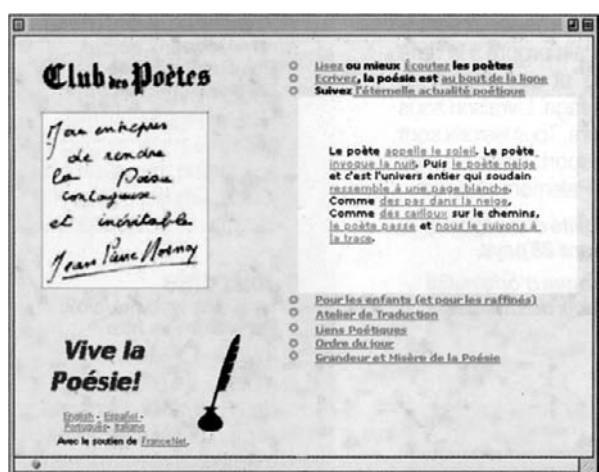 Club des Poètes
J'ai entrepris
de rendre
la Poésie
contagieuse
et inévitable
Jean Pierre Rosnay
Vive la
Poésie!
English - Español -
Português - Italiano
Avec le soutien de FranceNet.
Lisez ou mieux Écoutez les poètes
Ecrivez, la poésie est au bout de la ligne
Suivez l'éternelle actualité poétique
Le poète appelle le soleil. Le poète
invoque la nuit. Puis le poète neige
et c'est l'univers entier qui soudain
ressemble à une page blanche.
Comme des pas dans la neige,
Comme des cailloux sur le chemins,
le poète passe et nous le suivons à
la trace.
Pour les enfants (et pour les raffinés)
Atelier de Traduction
Liens Poétiques
Ordre du jour
Grandeur et Misère de la Poésie